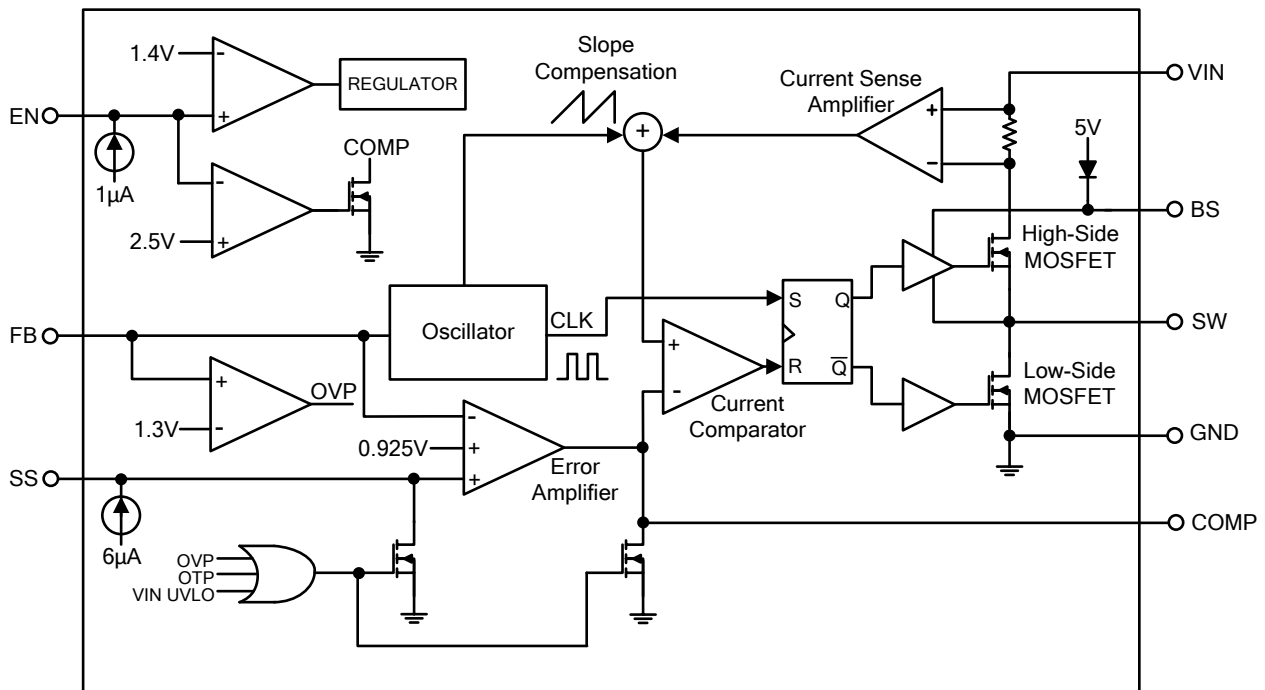 Slope
Compensation
Current Sense
Amplifier
VIN
1.4V
-
+
REGULATOR
EN
1µA
COMP
-
+
2.5V
+
+
-
5V
BS
High-Side
MOSFET
Oscillator
CLK
S
Q
R
Q̅
SW
FB
+
-
OVP
1.3V
+
-
Current
Comparator
Low-Side
MOSFET
GND
-
+
+
0.925V
Error
Amplifier
SS
6µA
COMP
OVP
OTP
VIN UVLO